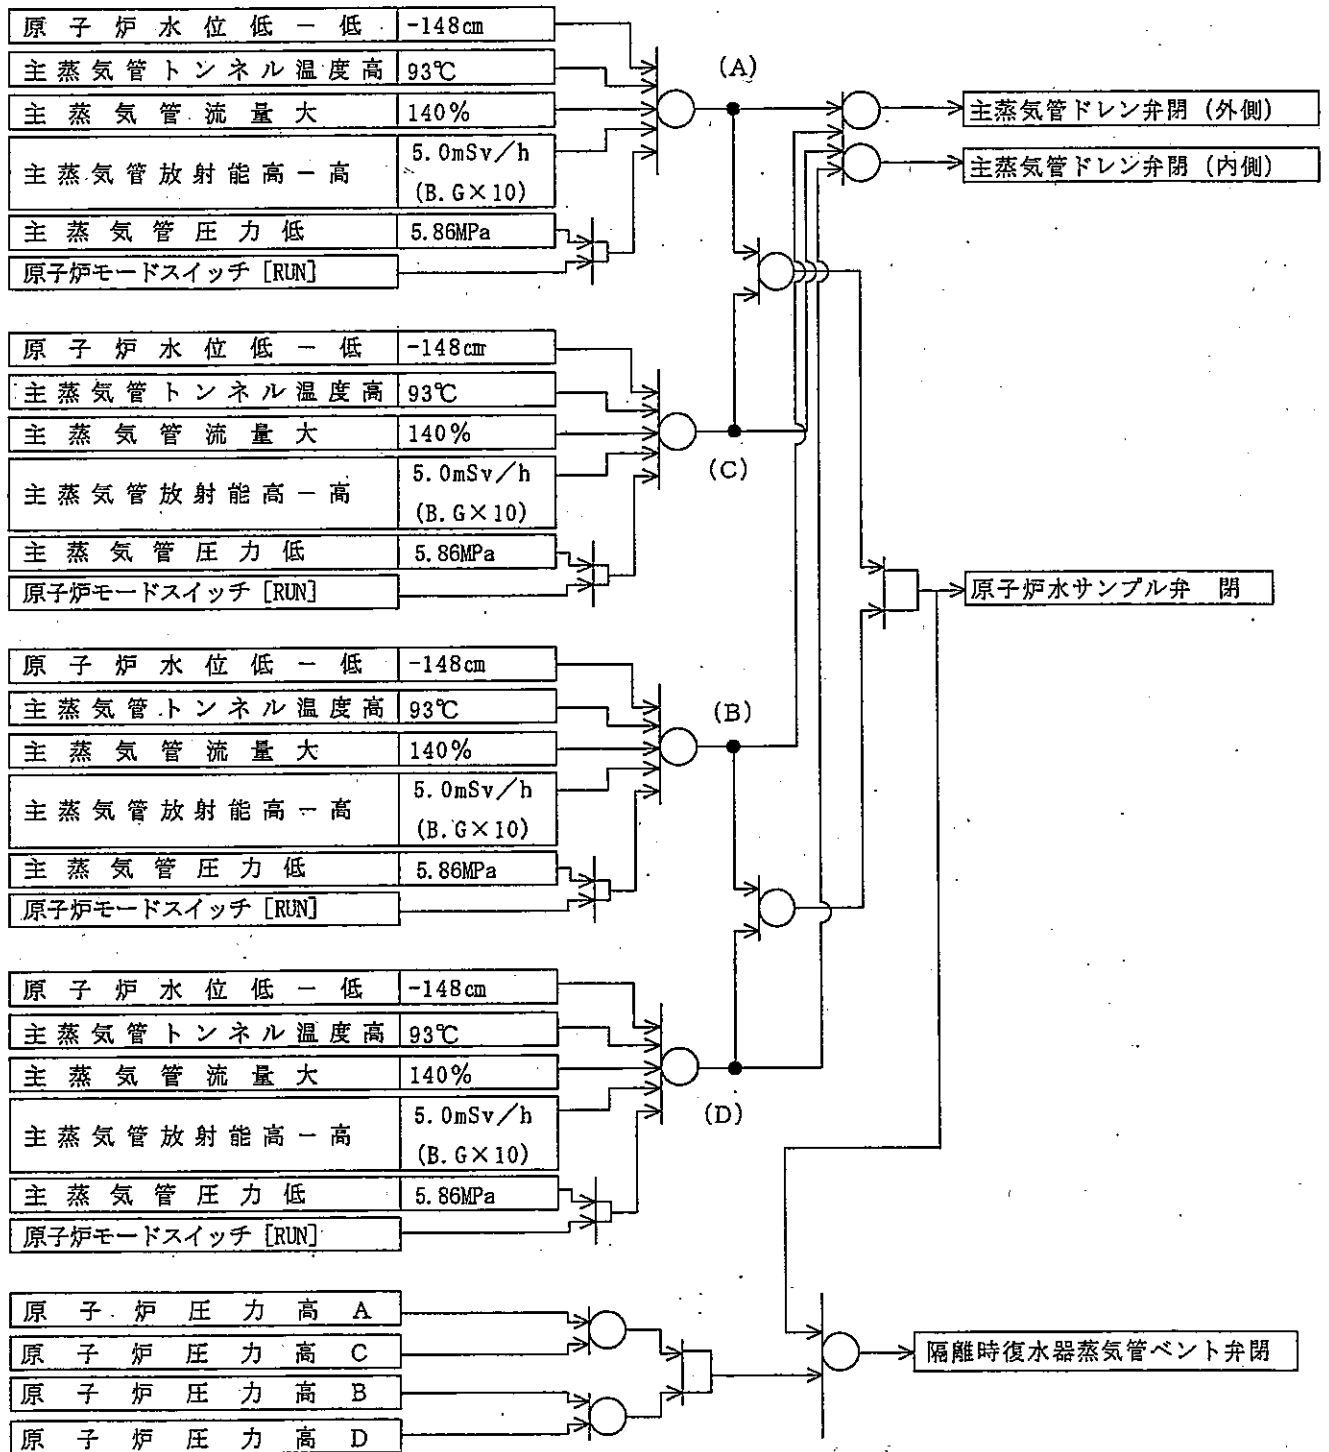 原子炉水位低－低 -148cm
主蒸気管トンネル温度高 93℃
主蒸気管流量大 140%
主蒸気管放射能高－高 5.0mSv/h
(B.G×10)
主蒸気管圧力低 5.86MPa
原子炉モードスイッチ [RUN]
(A)
主蒸気管ドレン弁閉 (外側)
主蒸気管ドレン弁閉 (内側)
原子炉水位低－低 -148cm
主蒸気管トンネル温度高 93℃
主蒸気管流量大 140%
主蒸気管放射能高－高 5.0mSv/h
(B.G×10)
主蒸気管圧力低 5.86MPa
原子炉モードスイッチ [RUN]
(C)
原子炉水サンプル弁 閉
原子炉水位低－低 -148cm
主蒸気管トンネル温度高 93℃
主蒸気管流量大 140%
主蒸気管放射能高－高 5.0mSv/h
(B.G×10)
主蒸気管圧力低 5.86MPa
原子炉モードスイッチ [RUN]
(B)
原子炉水位低－低 -148cm
主蒸気管トンネル温度高 93℃
主蒸気管流量大 140%
主蒸気管放射能高－高 5.0mSv/h
(B.G×10)
主蒸気管圧力低 5.86MPa
原子炉モードスイッチ [RUN]
(D)
原子炉圧力高A
原子炉圧力高C
原子炉圧力高B
原子炉圧力高D
隔離時復水器蒸気管ベント弁閉